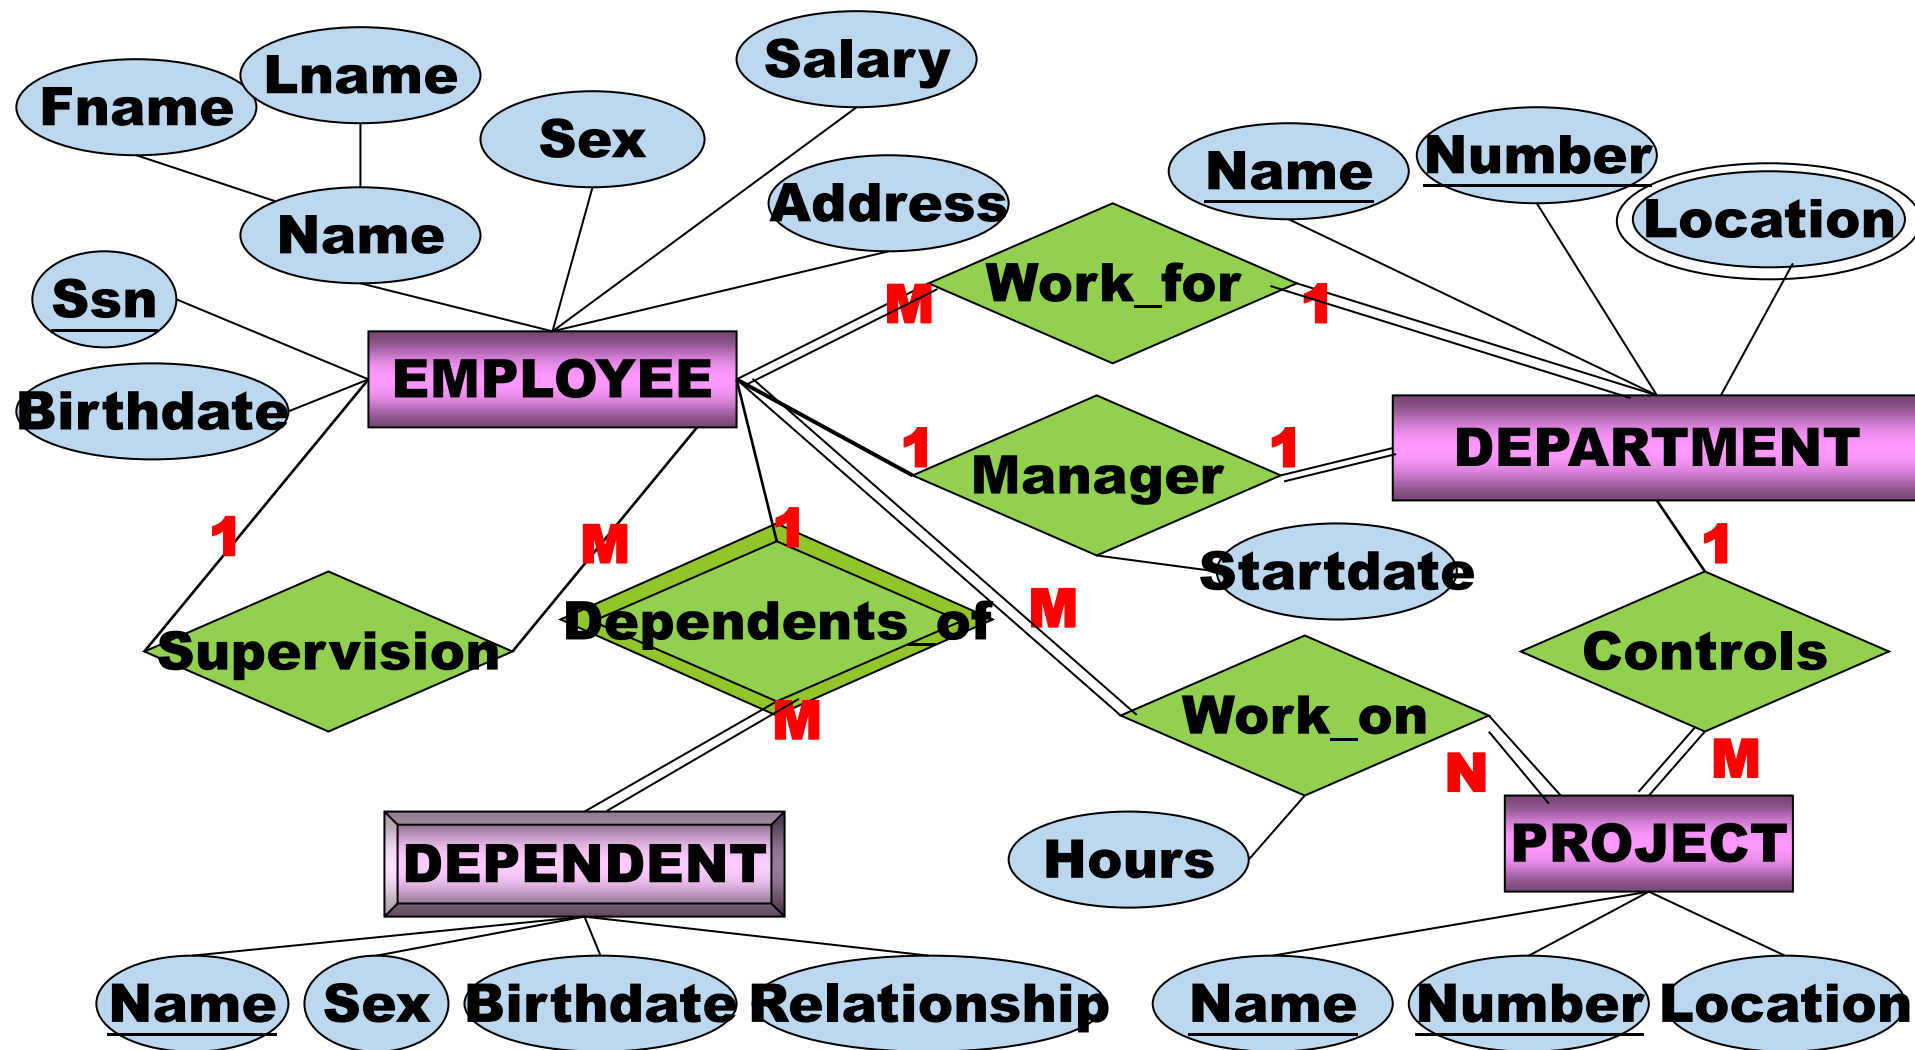 Salary
Lname
Fname
Sex
Number
Name
Address
Location
Name
Work_for
Ssn
M
1
EMPLOYEE
Birthdate
1
1
DEPARTMENT
Manager
1
M
1
1
Startdate
M
Dependents_of
Supervision
Controls
M
Work_on
M
N
PROJECT
Hours
DEPENDENT
Name
Sex
Birthdate
Relationship
Name
Number
Location